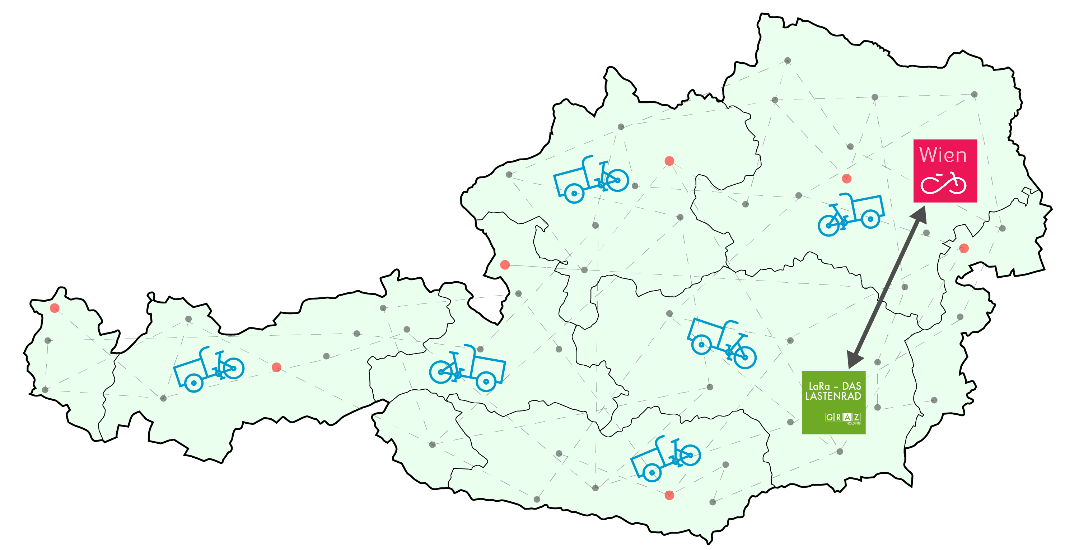 Wien
LaRa – DAS
LASTENRAD
GRAZ